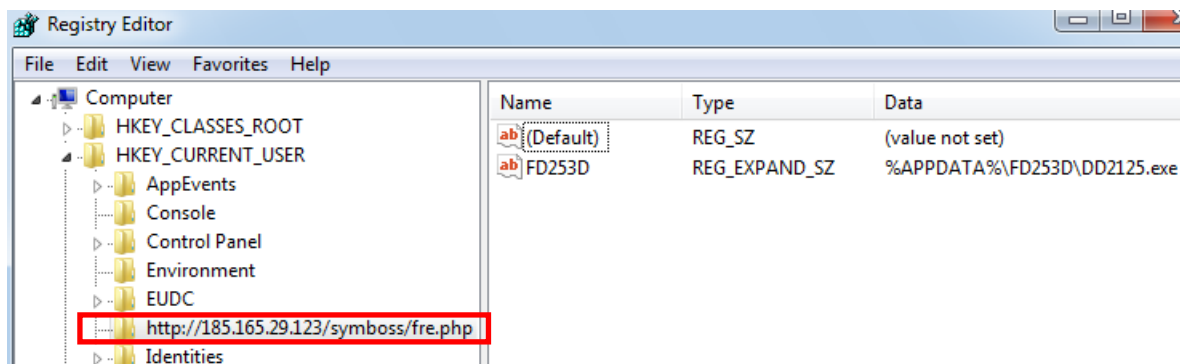 Registry Editor
File Edit View Favorites Help
Computer
HKEY_CLASSES_ROOT
HKEY_CURRENT_USER
AppEvents
Console
Control Panel
Environment
EUDC
http://185.165.29.123/symboss/fre.php
Identities
Name Type Data
ab (Default) REG_SZ (value not set)
ab FD253D REG_EXPAND_SZ %APPDATA%\FD253D\DD2125.exe